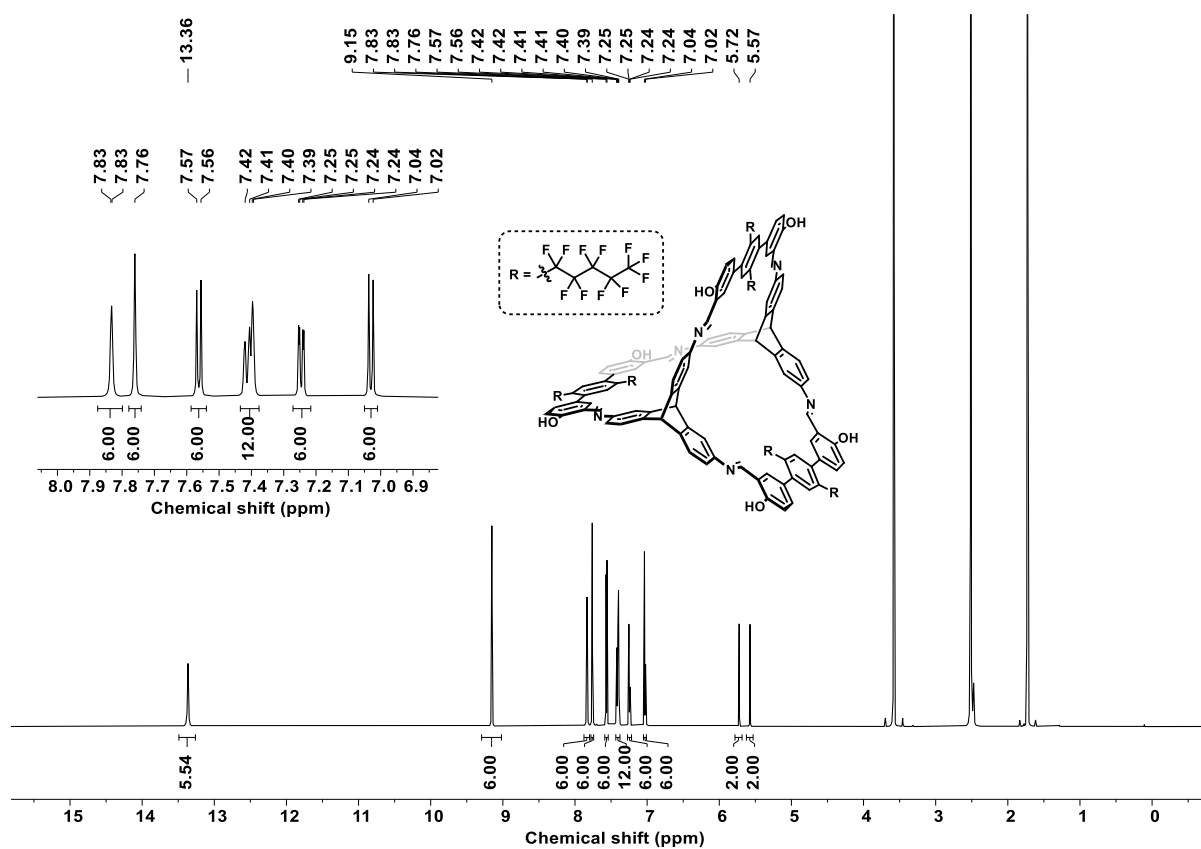 13.36
9.15
7.83
7.83
7.76
7.57
7.56
7.42
7.42
7.41
7.41
7.40
7.39
7.25
7.25
7.24
7.24
7.04
7.02
5.72
5.57
7.83
7.83
7.76
7.57
7.56
7.42
7.41
7.40
7.39
7.25
7.25
7.24
7.24
7.04
7.02
6.00
6.00
6.00
12.00
6.00
6.00
8.0 7.9 7.8 7.7 7.6 7.5 7.4 7.3 7.2 7.1 7.0 6.9
Chemical shift (ppm)
F F F F F
R = F
F
F F F F
R
OH
N
HO
R
N
OH
N
R
R
N
HO
N
OH
R
N
R
HO
5.54
6.00
6.00
6.00
6.00
12.00
6.00
6.00
2.00
2.00
15 14 13 12 11 10 9 8 7 6 5 4 3 2 1 0
Chemical shift (ppm)